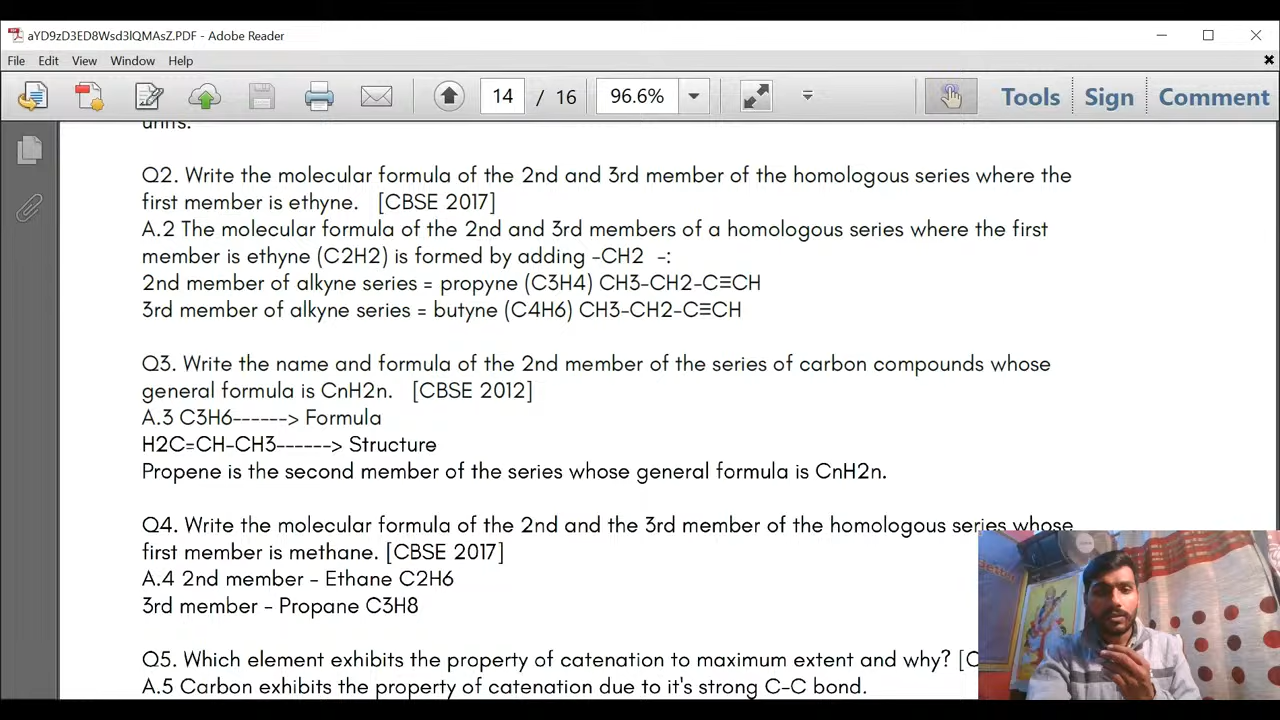 aYD9zD3ED8Wsd3lQMAsZ.PDF - Adobe Reader
File Edit View Window Help
14 / 16 96.6% Tools Sign Comment
units.
Q2. Write the molecular formula of the 2nd and 3rd member of the homologous series where the
first member is ethyne. [CBSE 2017]
A.2 The molecular formula of the 2nd and 3rd members of a homologous series where the first
member is ethyne (C2H2) is formed by adding -CH2 -:
2nd member of alkyne series = propyne (C3H4) CH3-CH2-C≡CH
3rd member of alkyne series = butyne (C4H6) CH3-CH2-C≡CH
Q3. Write the name and formula of the 2nd member of the series of carbon compounds whose
general formula is CnH2n. [CBSE 2012]
A.3 C3H6------> Formula
H2C=CH-CH3------> Structure
Propene is the second member of the series whose general formula is CnH2n.
Q4. Write the molecular formula of the 2nd and the 3rd member of the homologous series whose
first member is methane. [CBSE 2017]
A.4 2nd member - Ethane C2H6
3rd member - Propane C3H8
Q5. Which element exhibits the property of catenation to maximum extent and why? [C
A.5 Carbon exhibits the property of catenation due to it's strong C-C bond.